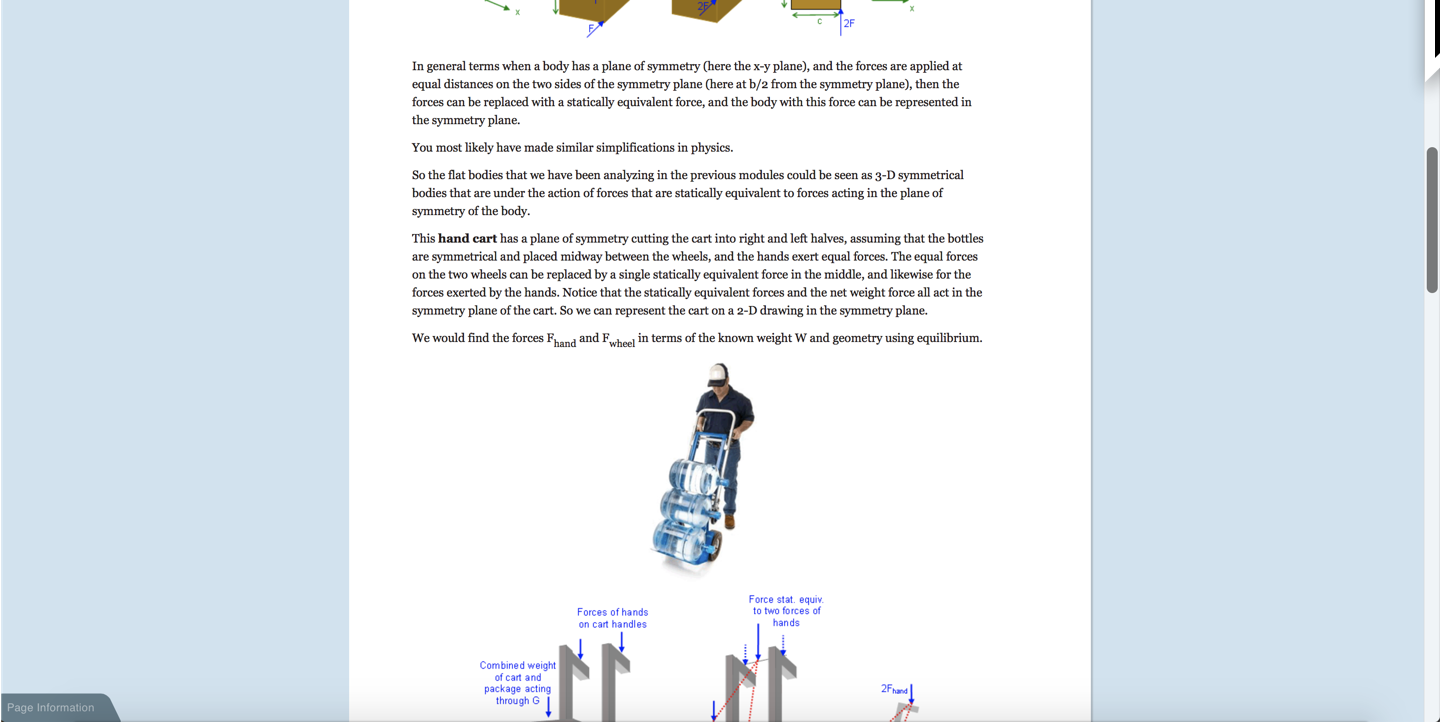 x
F
2F
c
2F
x
In general terms when a body has a plane of symmetry (here the x-y plane), and the forces are applied at
equal distances on the two sides of the symmetry plane (here at b/2 from the symmetry plane), then the
forces can be replaced with a statically equivalent force, and the body with this force can be represented in
the symmetry plane.
You most likely have made similar simplifications in physics.
So the flat bodies that we have been analyzing in the previous modules could be seen as 3-D symmetrical
bodies that are under the action of forces that are statically equivalent to forces acting in the plane of
symmetry of the body.
This hand cart has a plane of symmetry cutting the cart into right and left halves, assuming that the bottles
are symmetrical and placed midway between the wheels, and the hands exert equal forces. The equal forces
on the two wheels can be replaced by a single statically equivalent force in the middle, and likewise for the
forces exerted by the hands. Notice that the statically equivalent forces and the net weight force all act in the
symmetry plane of the cart. So we can represent the cart on a 2-D drawing in the symmetry plane.
We would find the forces Fhand and Fwheel in terms of the known weight W and geometry using equilibrium.
Forces of hands
on cart handles
Force stat. equiv.
to two forces of
hands
Combined weight
of cart and
package acting
through G
2Fhand
Page Information